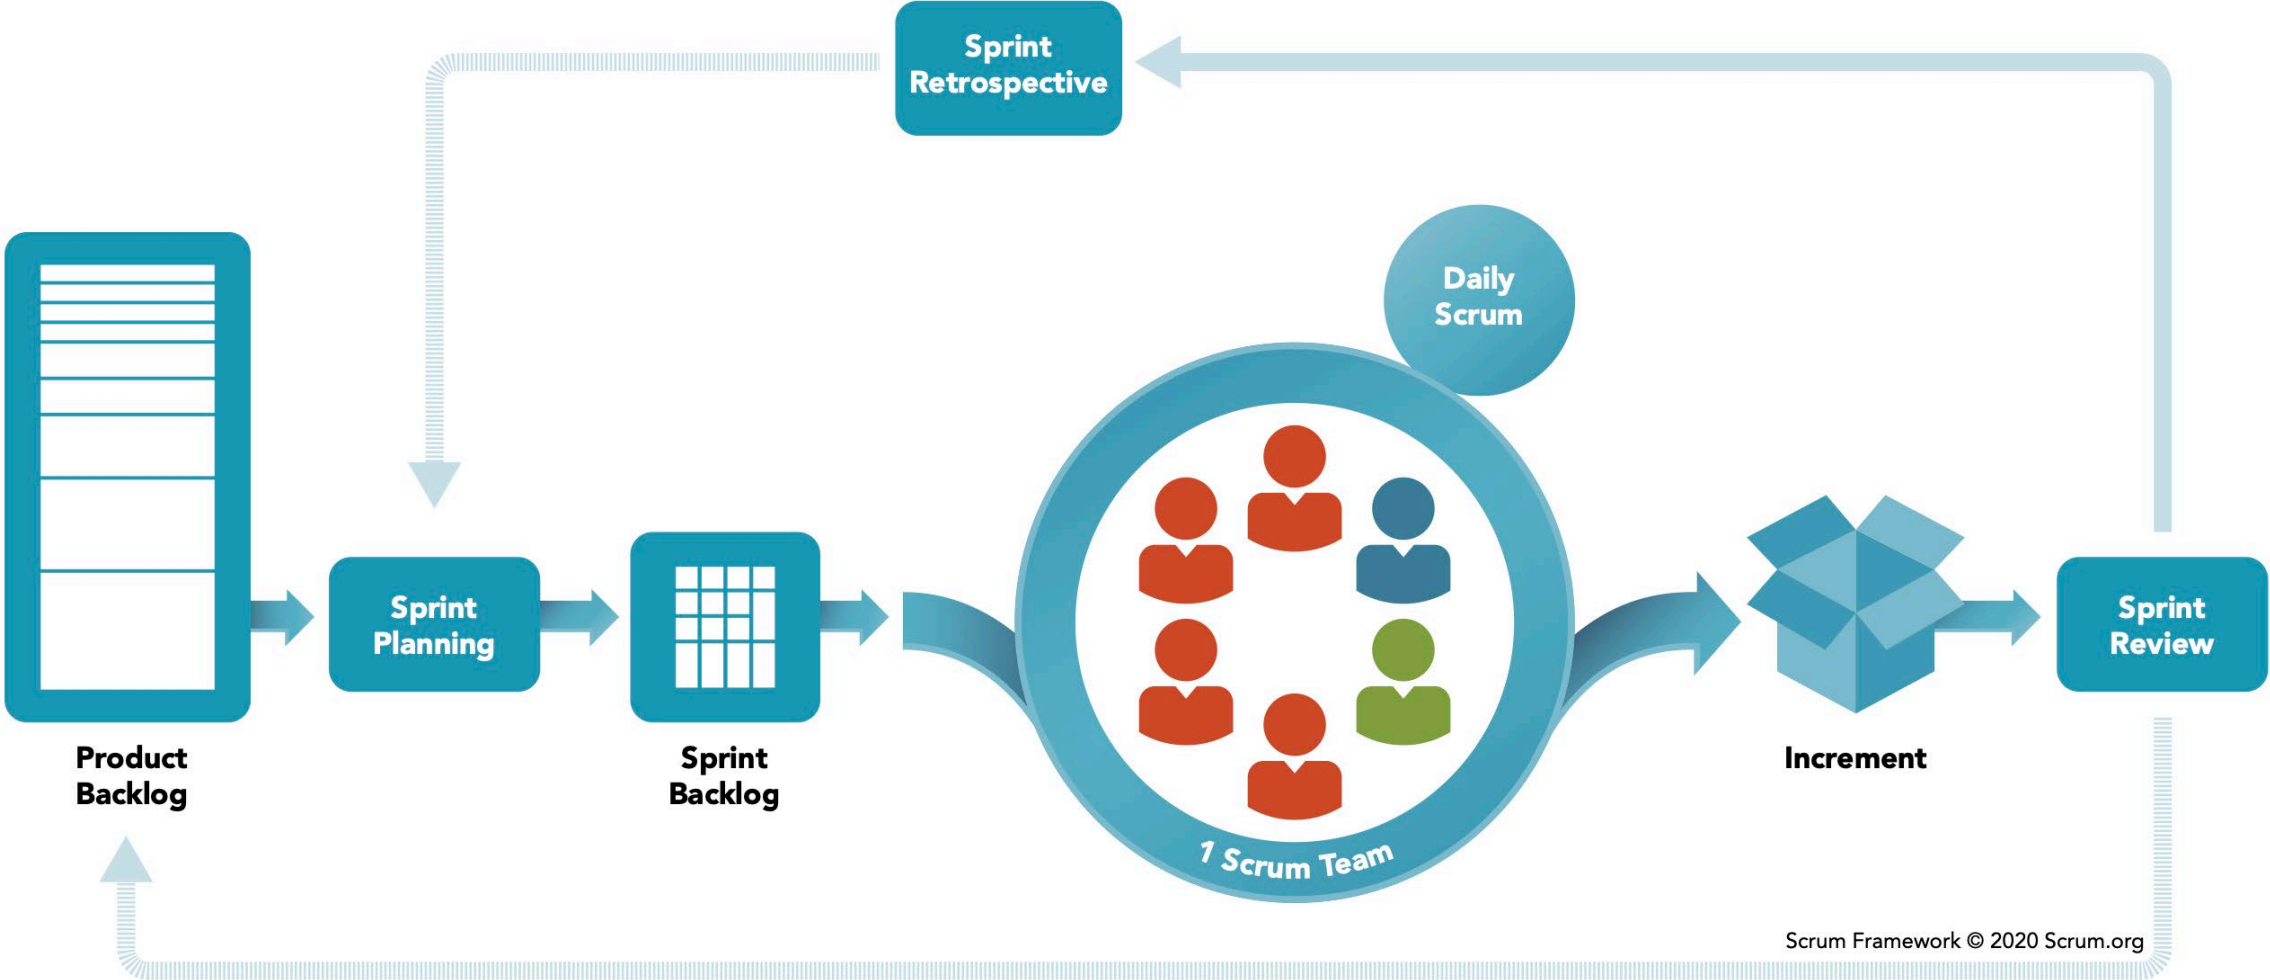 Sprint
Retrospective
Daily
Scrum
Sprint
Planning
Sprint
Review
Product
Backlog
Sprint
Backlog
Increment
1 Scrum Team
Scrum Framework © 2020 Scrum.org